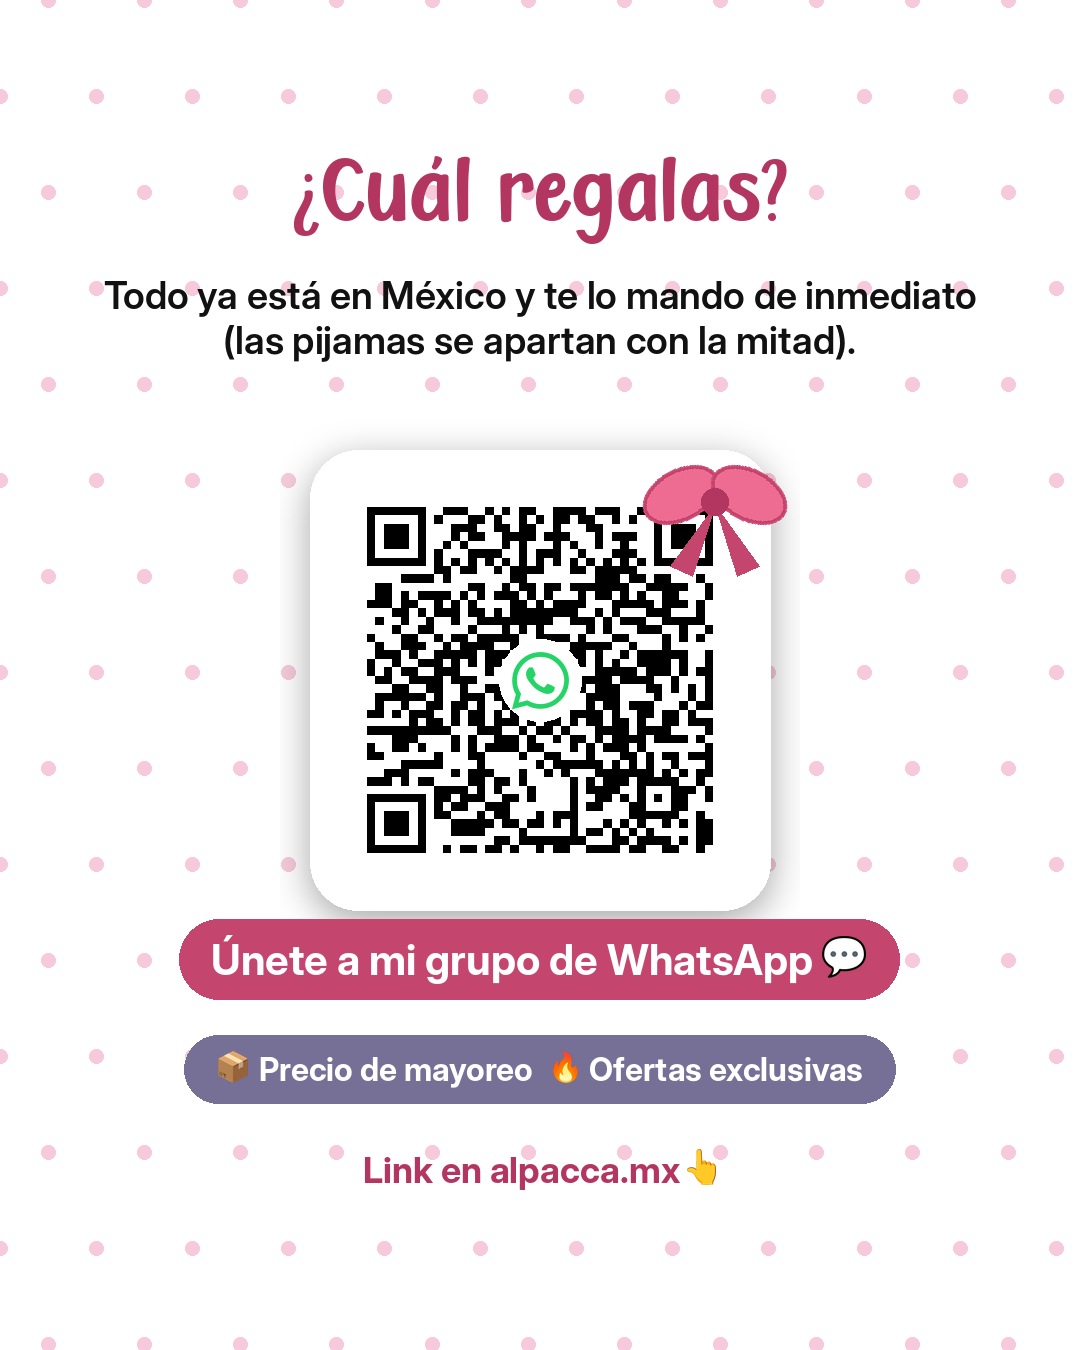 ¿Cuál regalas?
Todo ya está en México y te lo mando de inmediato
(las pijamas se apartan con la mitad).
Únete a mi grupo de WhatsApp 💬
📦 Precio de mayoreo 🔥 Ofertas exclusivas
Link en alpacca.mx 👆